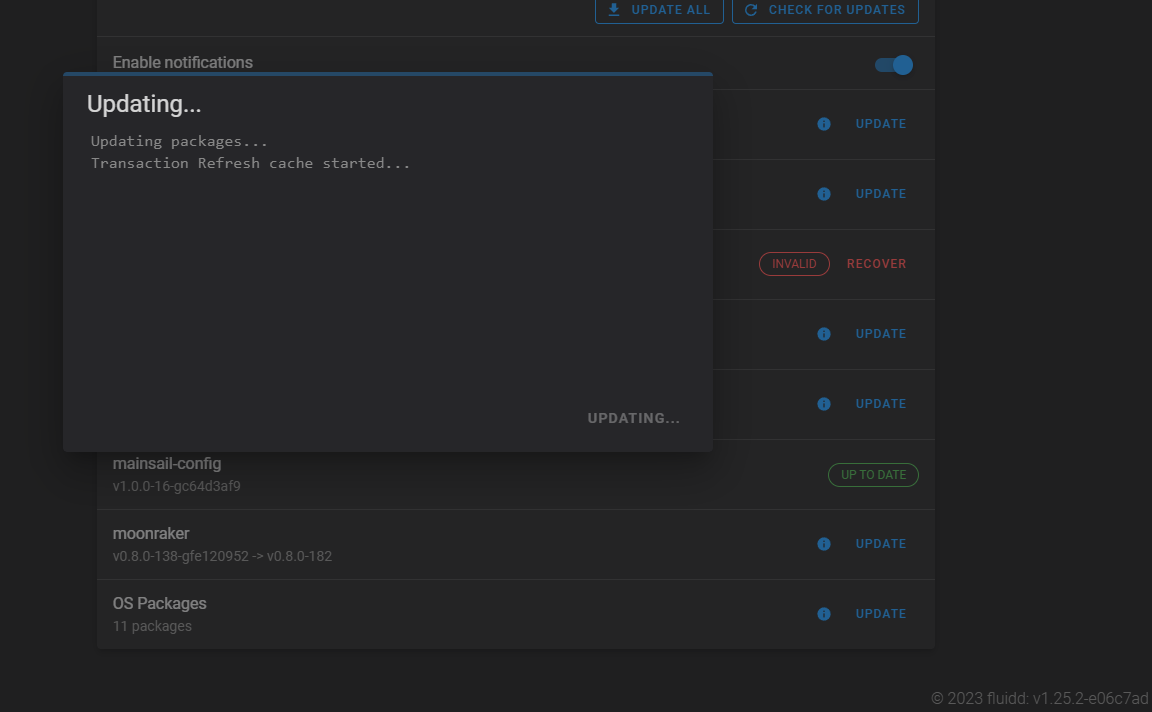 UPDATE ALL CHECK FOR UPDATES
Enable notifications
Updating...
Updating packages...
Transaction Refresh cache started...
UPDATE
UPDATE
INVALID RECOVER
UPDATE
UPDATE
UPDATING...
mainsail-config
v1.0.0-16-gc64d3af9
UP TO DATE
moonraker
v0.8.0-138-gfe120952 -> v0.8.0-182
UPDATE
OS Packages
11 packages
UPDATE
© 2023 fluidd: v1.25.2-e06c7ad